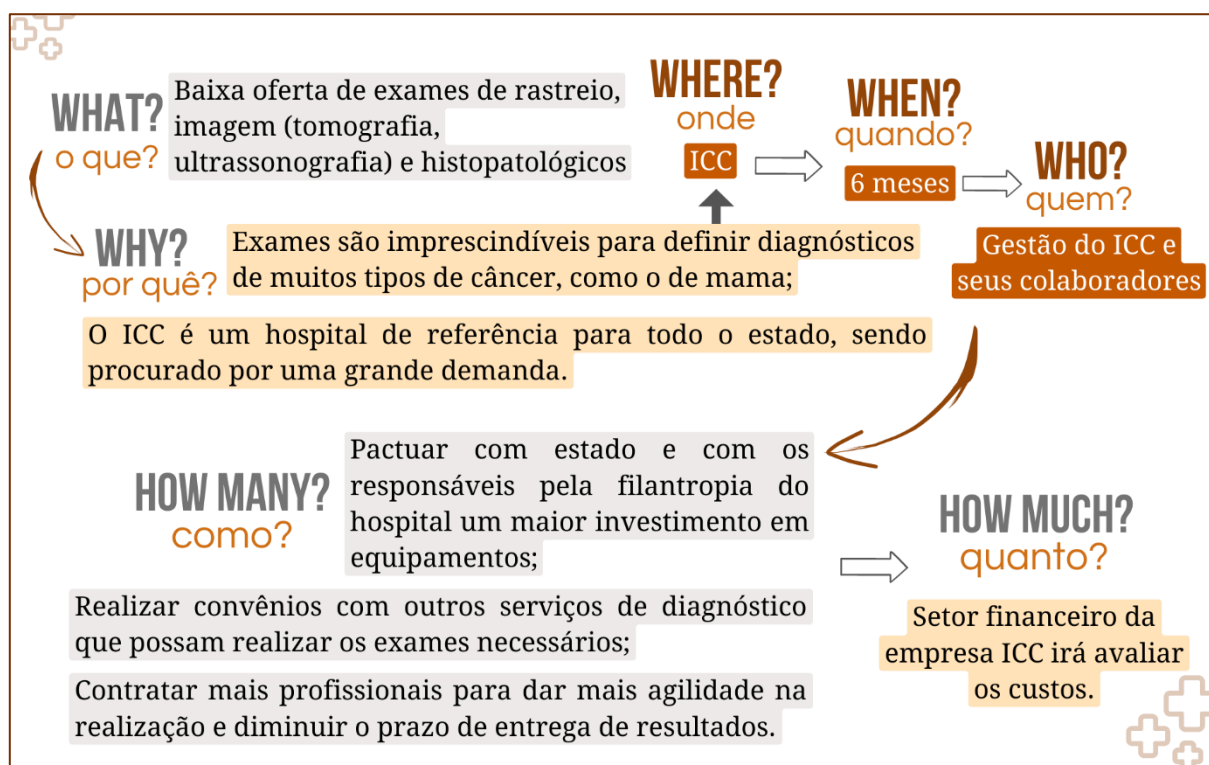 WHAT?
o que?
Baixa oferta de exames de rastreio,
imagem (tomografia,
ultrassonografia) e histopatológicos
WHY?
por quê?
Exames são imprescindíveis para definir diagnósticos
de muitos tipos de câncer, como o de mama;
O ICC é um hospital de referência para todo o estado, sendo
procurado por uma grande demanda.
WHERE?
onde
ICC
WHEN?
quando?
6 meses
WHO?
quem?
Gestão do ICC e
seus colaboradores
HOW MANY?
como?
Pactuar com estado e com os
responsáveis pela filantropia do
hospital um maior investimento em
equipamentos;
Realizar convênios com outros serviços de diagnóstico
que possam realizar os exames necessários;
Contratar mais profissionais para dar mais agilidade na
realização e diminuir o prazo de entrega de resultados.
HOW MUCH?
quanto?
Setor financeiro da
empresa ICC irá avaliar
os custos.